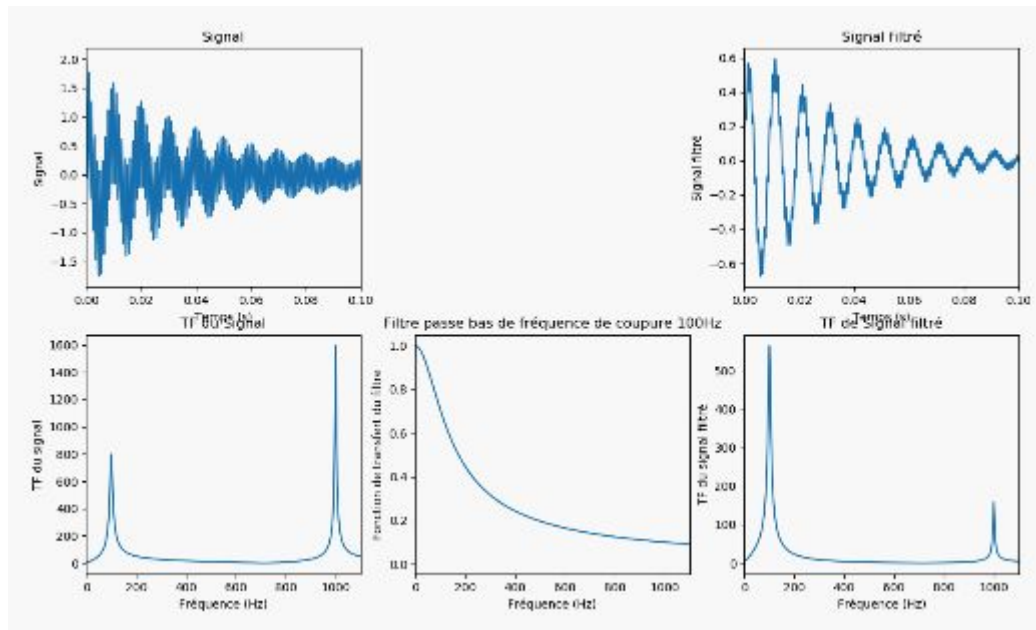 Signal
Signal
2.0
1.5
1.0
0.5
0.0
−0.5
−1.0
−1.5
0.00 0.02 0.04 0.06 0.08 0.10
Temps (s)
Signal filtré
Signal filtré
0.6
0.4
0.2
0.0
−0.2
−0.4
−0.6
0.00 0.02 0.04 0.06 0.08 0.10
Temps (s)
TF du Signal
TF du signal
1600
1400
1200
1000
800
600
400
200
0
0 200 400 600 800 1000
Fréquence (Hz)
Filtre passe bas de fréquence de coupure 100Hz
Fonction de transfert du filtre
1.0
0.8
0.6
0.4
0.2
0.0
0 200 400 600 800 1000
Fréquence (Hz)
TF de Signal filtré
TF du signal filtré
500
400
300
200
100
0
0 200 400 600 800 1000
Fréquence (Hz)